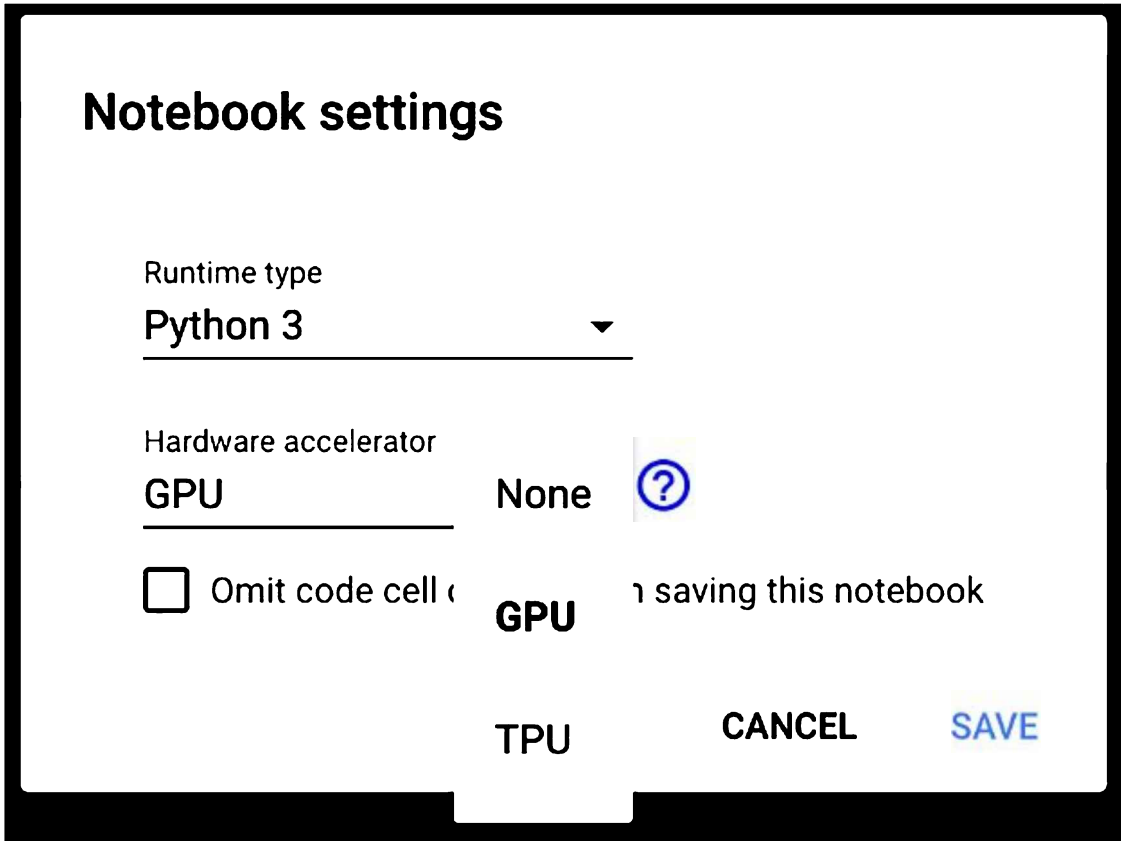 Notebook settings
Runtime type
Python 3
Hardware accelerator
GPU
None
Omit code cell saving this notebook
GPU
TPU
CANCEL
SAVE